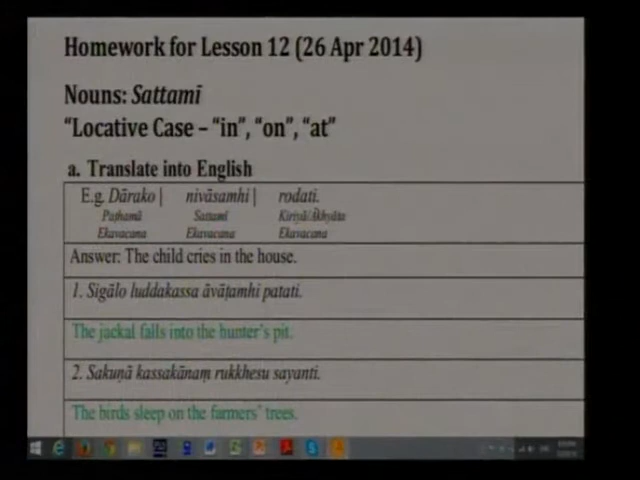 Homework for Lesson 12 (26 Apr 2014)
Nouns: Sattamī
"Locative Case – "in", "on", "at"
a. Translate into English
E.g. Dārako | nivāsamhi | rodati.
Paṭhamā Sattamī Kiriyā/Ākhyāta
Ekavacana Ekavacana Ekavacana
Answer: The child cries in the house.
1. Sigālo luddakassa āvāṭamhi patati.
The jackal falls into the hunter's pit.
2. Sakuṇā kassakānaṃ rukkhesu sayanti.
The birds sleep on the farmers' trees.